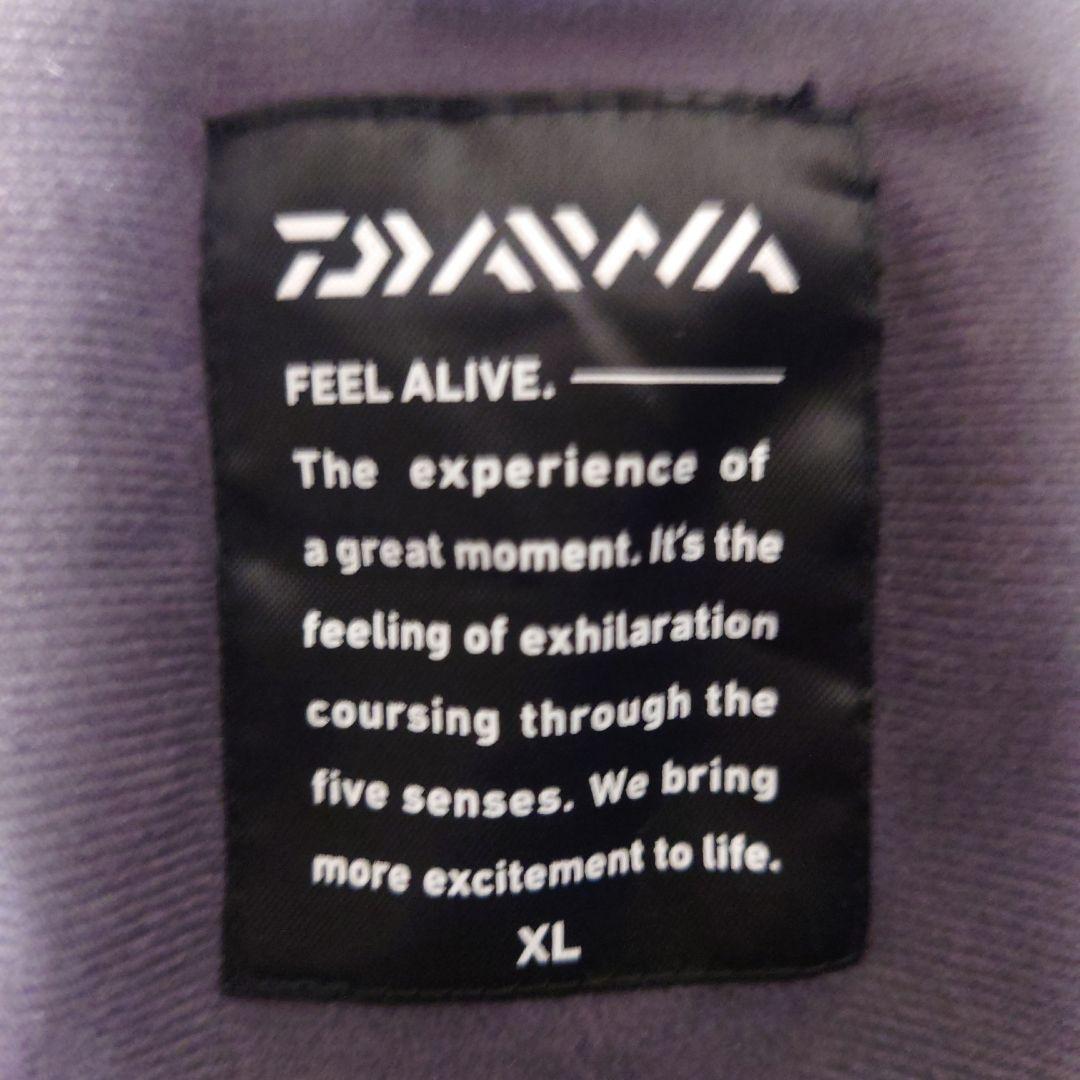 DAIWA
FEEL ALIVE.
The experience of
a great moment. It's the
feeling of exhilaration
coursing through the
five senses. We bring
more excitement to life.
XL